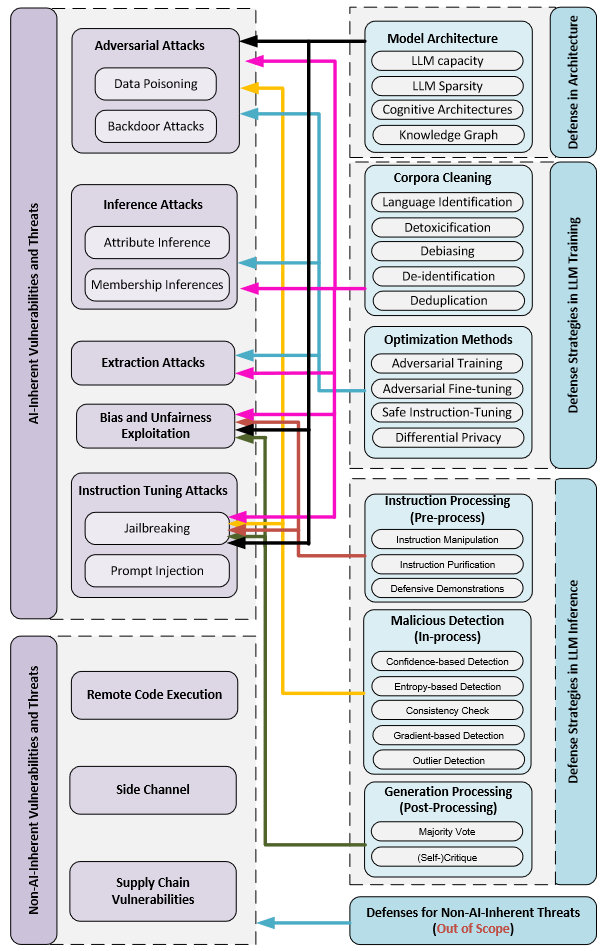 AI-Inherent Vulnerabilities and Threats
Adversarial Attacks
Data Poisoning
Backdoor Attacks
Inference Attacks
Attribute Inference
Membership Inferences
Extraction Attacks
Bias and Unfairness
Exploitation
Instruction Tuning Attacks
Jailbreaking
Prompt Injection
Non-AI-Inherent Vulnerabilities and Threats
Remote Code Execution
Side Channel
Supply Chain
Vulnerabilities
Model Architecture
LLM capacity
LLM Sparsity
Cognitive Architectures
Knowledge Graph
Defense in Architecture
Corpora Cleaning
Language Identification
Detoxicification
Debiasing
De-identification
Deduplication
Optimization Methods
Adversarial Training
Adversarial Fine-tuning
Safe Instruction-Tuning
Differential Privacy
Defense Strategies in LLM Training
Instruction Processing
(Pre-process)
Instruction Manipulation
Instruction Purification
Defensive Demonstrations
Malicious Detection
(In-process)
Confidence-based Detection
Entropy-based Detection
Consistency Check
Gradient-based Detection
Outlier Detection
Generation Processing
(Post-Processing)
Majority Vote
(Self-)Critique
Defense Strategies in LLM Inference
Defenses for Non-AI-Inherent Threats
(Out of Scope)